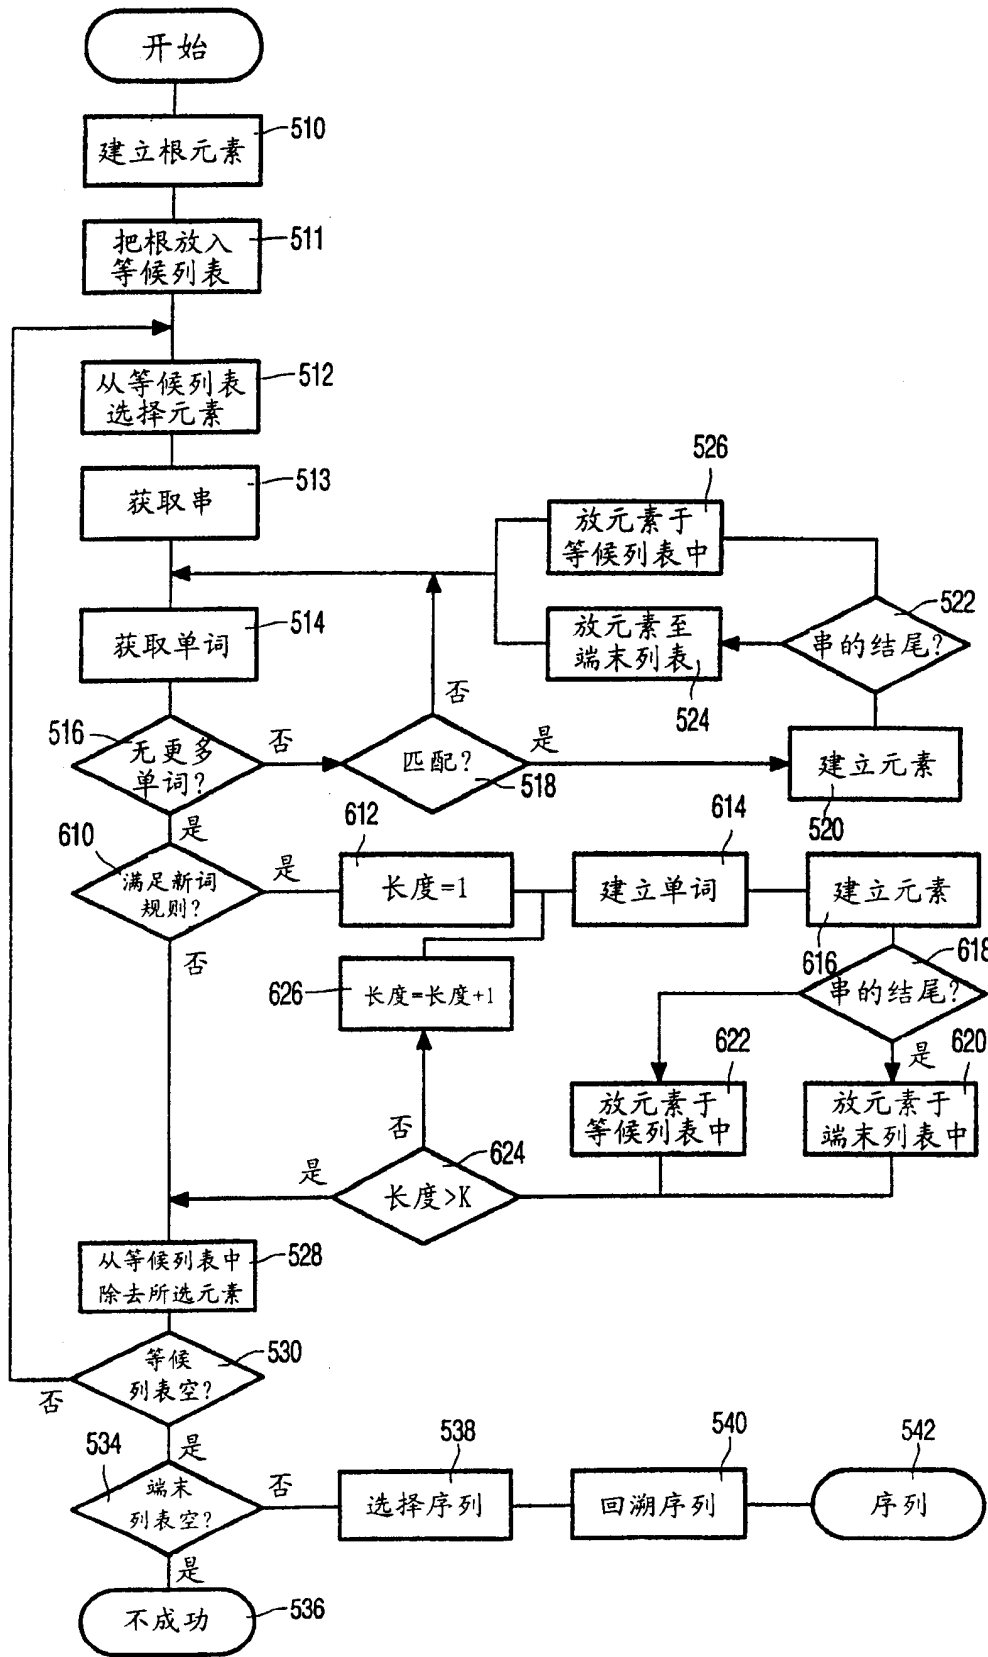 开始
建立根元素
510
把根放入
等候列表
511
从等候列表
选择元素
512
获取串
513
526
放元素于
等候列表中
522
串的结尾?
放元素至
端末列表
524
获取单词
514
516
无更多
单词?
否
否
匹配?
518
是
建立元素
520
是
610
满足新词
规则?
是
612
长度=1
614
建立单词
建立元素
616
618
串的结尾?
否
626
长度=长度+1
622
放元素于
等候列表中
是
620
放元素于
端末列表中
否
624
长度>K
是
从等候列表中
除去所选元素
528
等候
列表空?
530
否
是
534
端末
列表空?
否
538
选择序列
540
回溯序列
542
序列
是
不成功
536